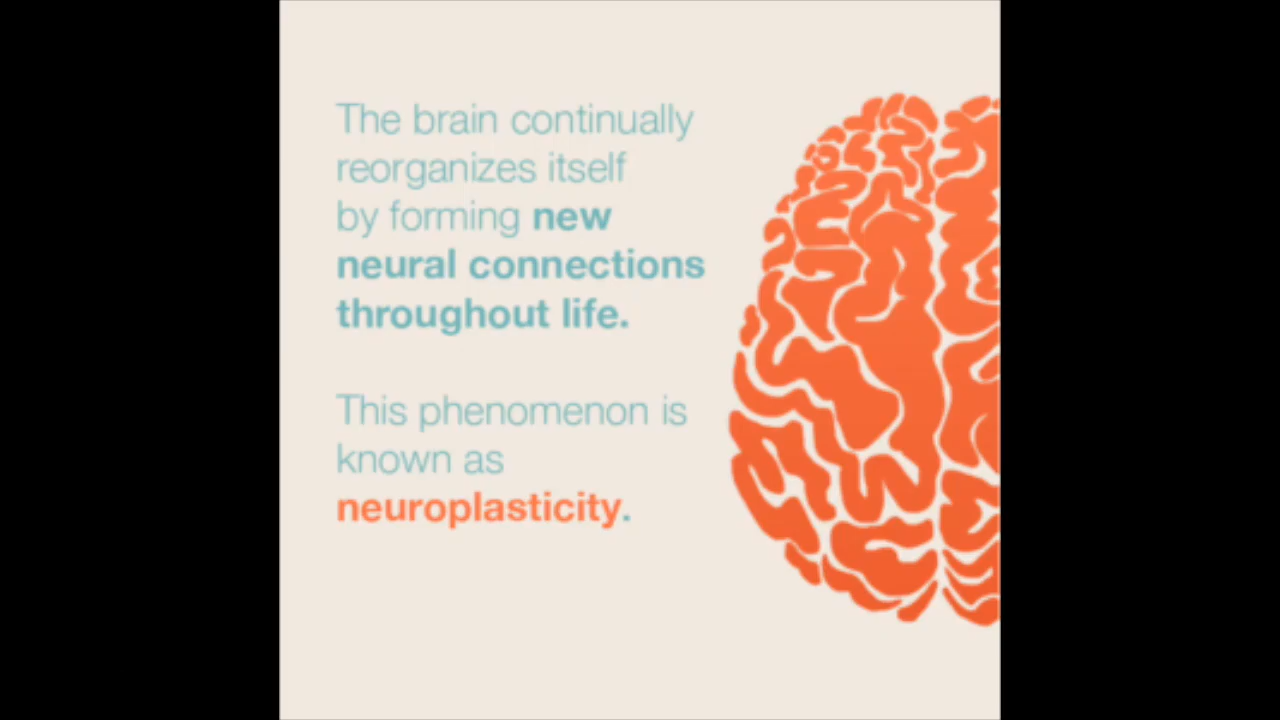 The brain continually
reorganizes itself
by forming new
neural connections
throughout life.
This phenomenon is
known as
neuroplasticity.